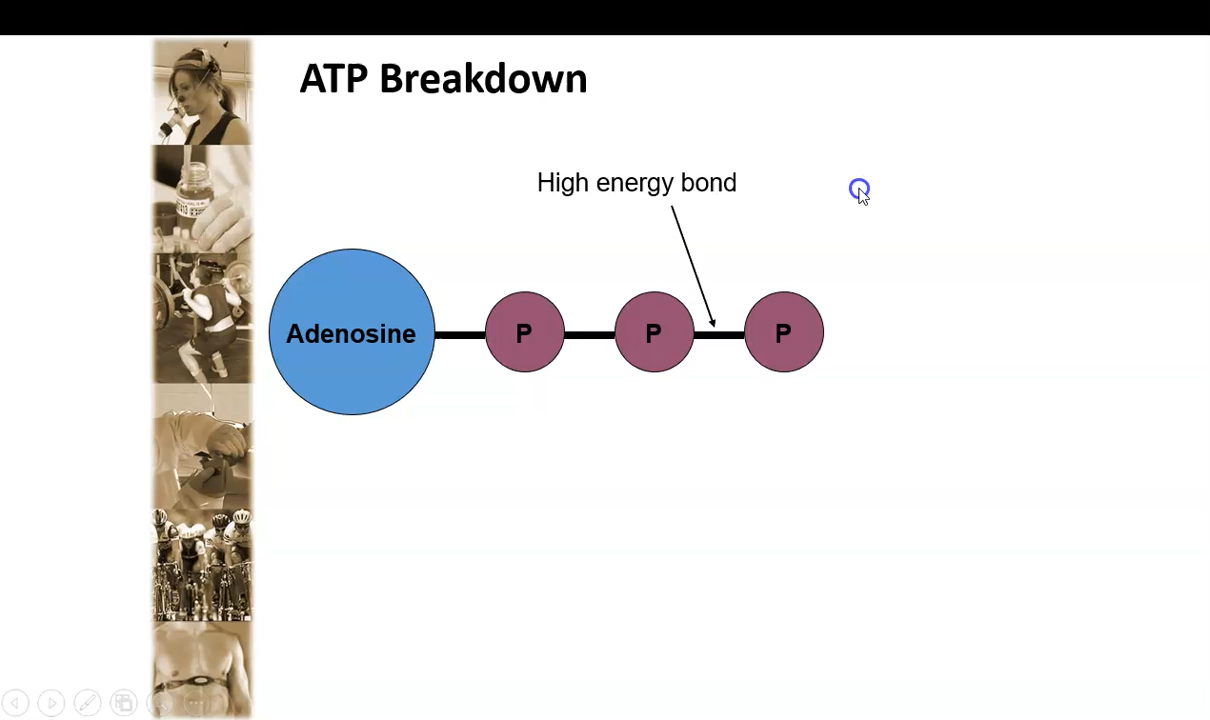 ATP Breakdown
High energy bond
Adenosine
P
P
P